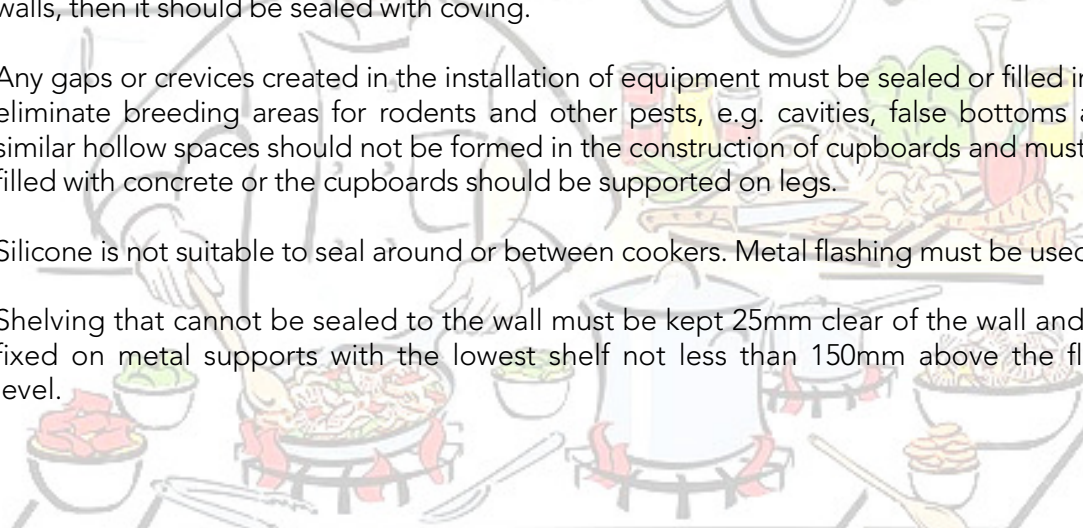 walls, then it should be sealed with coving.
Any gaps or crevices created in the installation of equipment must be sealed or filled in
eliminate breeding areas for rodents and other pests, e.g. cavities, false bottoms a
similar hollow spaces should not be formed in the construction of cupboards and must
filled with concrete or the cupboards should be supported on legs.
Silicone is not suitable to seal around or between cookers. Metal flashing must be used
Shelving that cannot be sealed to the wall must be kept 25mm clear of the wall and
fixed on metal supports with the lowest shelf not less than 150mm above the fl
level.